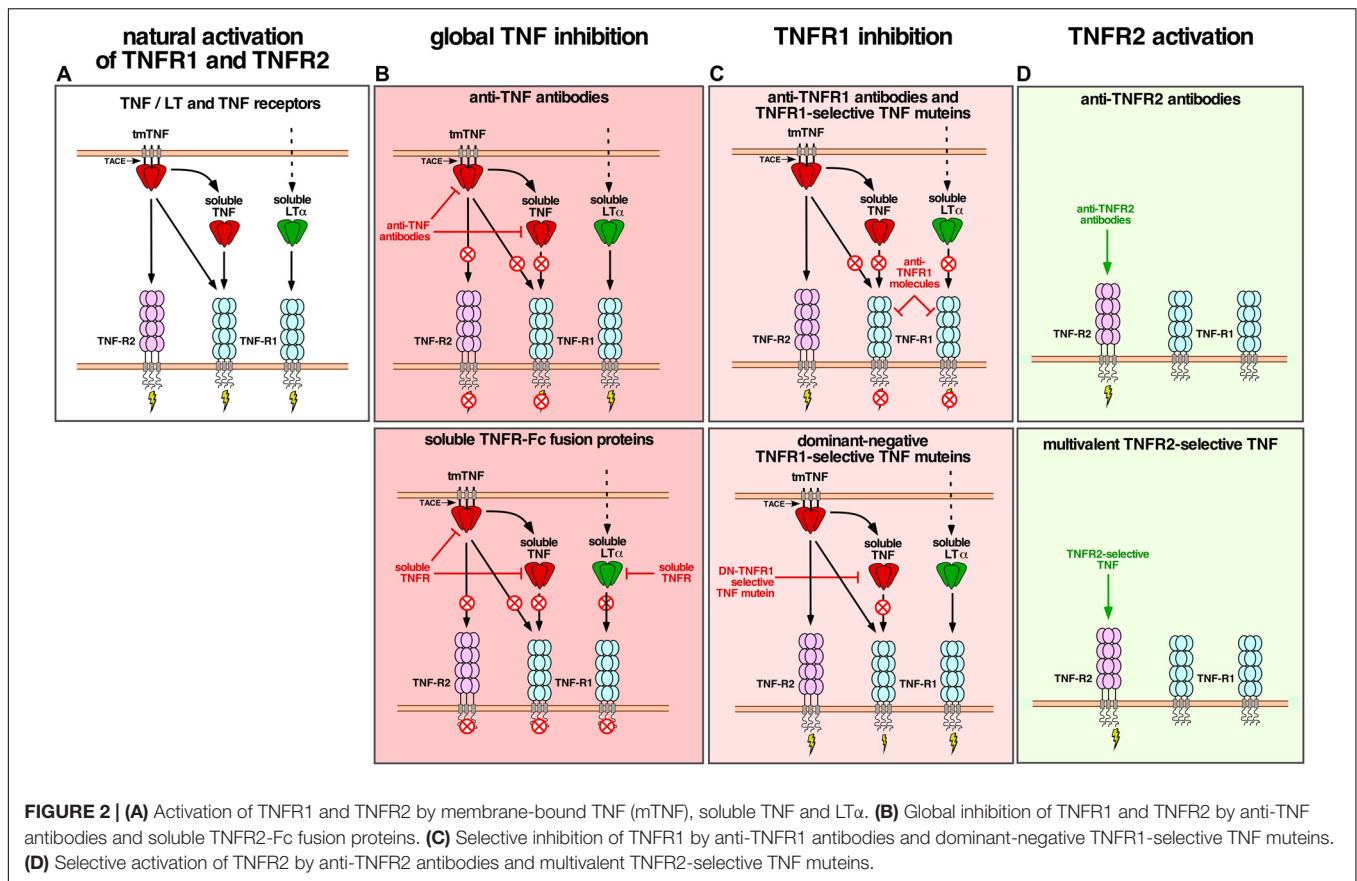 natural activation
of TNFR1 and TNFR2
global TNF inhibition
TNFR1 inhibition
TNFR2 activation
A
TNF / LT and TNF receptors
tmTNF
TACE
soluble
TNF
soluble
LTα
TNF-R2
TNF-R1
B
anti-TNF antibodies
tmTNF
TACE
soluble
TNF
soluble
LTα
anti-TNF
antibodies
TNF-R2
TNF-R1
soluble TNFR-Fc fusion proteins
tmTNF
TACE
soluble
TNF
soluble
LTα
soluble
TNFR
soluble
TNFR
TNF-R2
TNF-R1
C
anti-TNFR1 antibodies and
TNFR1-selective TNF muteins
tmTNF
TACE
soluble
TNF
soluble
LTα
anti-
TNFR1
molecules
TNF-R2
TNF-R1
dominant-negative
TNFR1-selective TNF muteins
tmTNF
TACE
soluble
TNF
soluble
LTα
DN-TNFR1
selective
TNF mutein
TNF-R2
TNF-R1
D
anti-TNFR2 antibodies
anti-TNFR2
antibodies
TNF-R2
TNF-R1
multivalent TNFR2-selective TNF
TNFR2-selective
TNF
TNF-R2
TNF-R1
FIGURE 2 | (A) Activation of TNFR1 and TNFR2 by membrane-bound TNF (mTNF), soluble TNF and LTα. (B) Global inhibition of TNFR1 and TNFR2 by anti-TNF
antibodies and soluble TNFR2-Fc fusion proteins. (C) Selective inhibition of TNFR1 by anti-TNFR1 antibodies and dominant-negative TNFR1-selective TNF muteins.
(D) Selective activation of TNFR2 by anti-TNFR2 antibodies and multivalent TNFR2-selective TNF muteins.